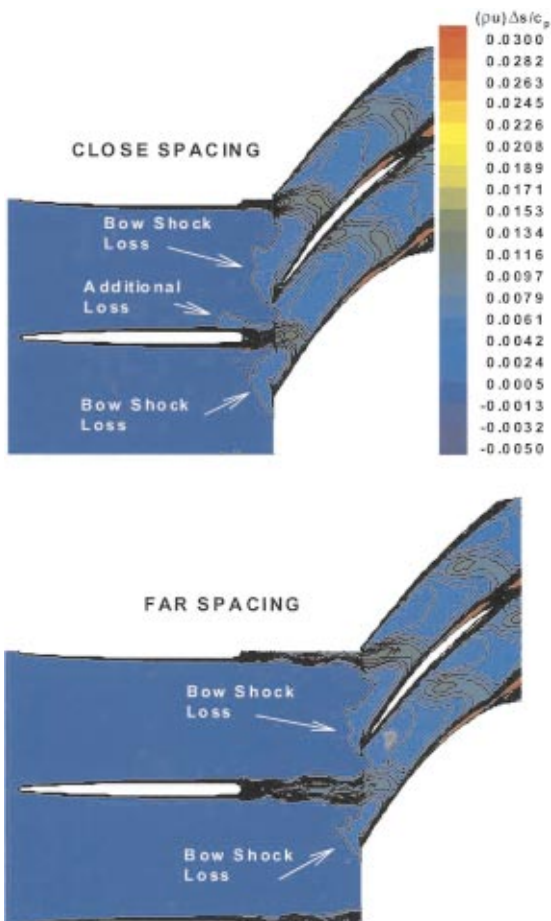 (ρu) Δs/cp
0.0300
0.0282
0.0263
0.0245
0.0226
0.0208
0.0189
0.0171
0.0153
0.0134
0.0116
0.0097
0.0079
0.0061
0.0042
0.0024
0.0005
-0.0013
-0.0032
-0.0050
CLOSE SPACING
Bow Shock
Loss
Additional
Loss
Bow Shock
Loss
FAR SPACING
Bow Shock
Loss
Bow Shock
Loss